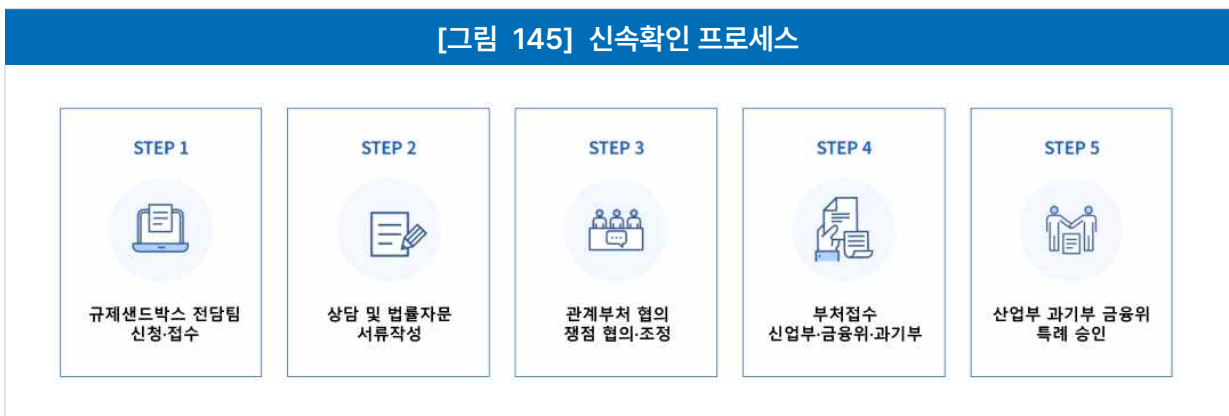 [그림 145] 신속확인 프로세스
STEP 1
규제샌드박스 전담팀
신청·접수
STEP 2
상담 및 법률자문
서류작성
STEP 3
관계부처 협의
쟁점 협의·조정
STEP 4
부처접수
신업부·금융위·과기부
STEP 5
산업부 과기부 금융위
특례 승인